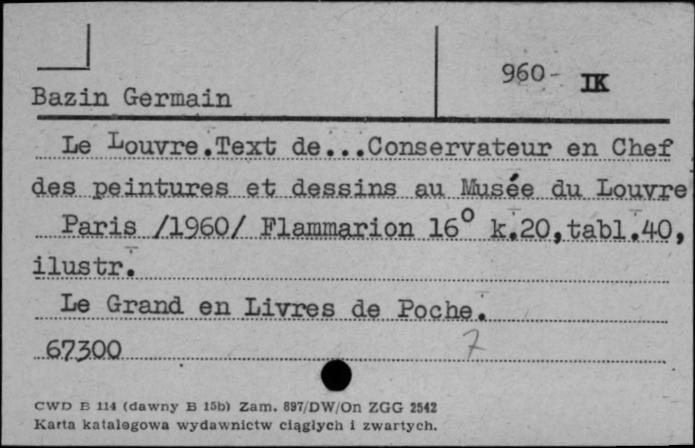 960- IK
Bazin Germain
Le Louvre.Text de...Conservateur en Chef
des peintures et dessins au Musée du Louvre
Paris /1960/ Flammarion 16° k.20,tabl.40,
ilustr.
Le Grand en Livres de Poche.
67300 7
CWD B 114 (dawny B 15b) Zam. 897/DW/On ZGG 2542
Karta katalogowa wydawnictw ciągłych i zwartych.